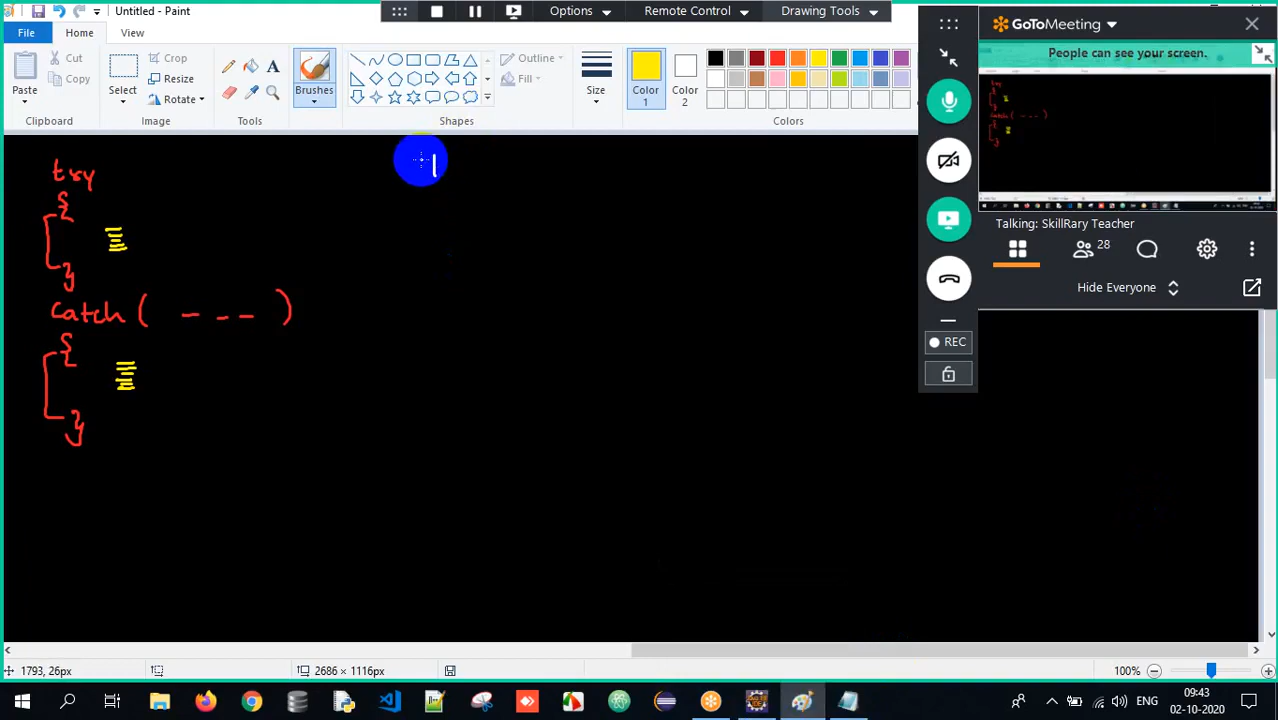 Untitled - Paint
Options
Remote Control
Drawing Tools
File
Home
View
GoToMeeting
People can see your screen.
Paste
Cut
Copy
Clipboard
Select
Crop
Resize
Rotate
Image
Tools
Brushes
Shapes
Outline
Fill
Size
Color 1
Color 2
Colors
try
{
}
catch( - - - )
{
}
Talking: SkillRary Teacher
28
Hide Everyone
REC
1793, 26px
2686 × 1116px
100%
ENG
09:43
02-10-2020